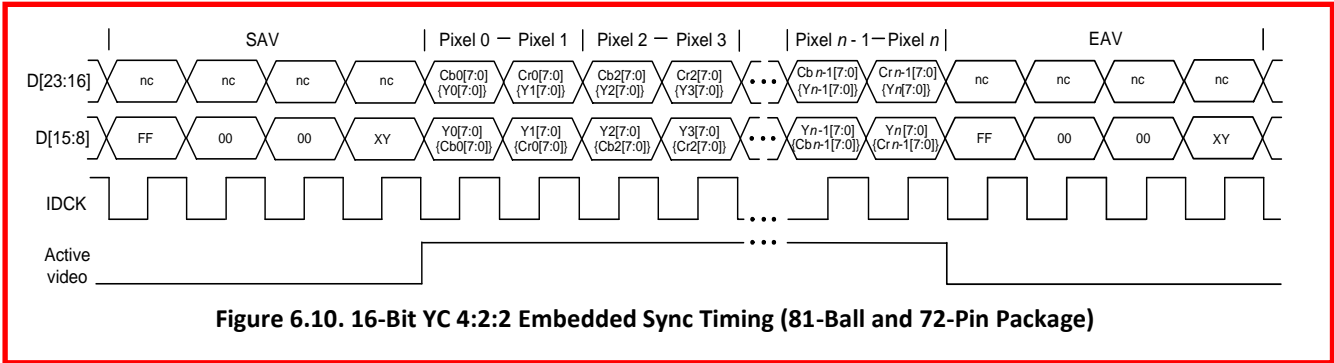 SAV Pixel 0 — Pixel 1 Pixel 2 — Pixel 3 Pixel n - 1—Pixel n EAV
D[23:16] nc nc nc nc Cb0[7:0] {Y0[7:0]} Cr0[7:0] {Y1[7:0]} Cb2[7:0] {Y2[7:0]} Cr2[7:0] {Y3[7:0]} ••• Cb n-1[7:0] {Yn-1[7:0]} Cr n-1[7:0] {Yn[7:0]} nc nc nc nc
D[15:8] FF 00 00 XY Y0[7:0] {Cb0[7:0]} Y1[7:0] {Cr0[7:0]} Y2[7:0] {Cb2[7:0]} Y3[7:0] {Cr2[7:0]} ••• Yn-1[7:0] {Cb n-1[7:0]} Yn[7:0] {Cr n-1[7:0]} FF 00 00 XY
IDCK •••
Active •••
video
Figure 6.10. 16-Bit YC 4:2:2 Embedded Sync Timing (81-Ball and 72-Pin Package)